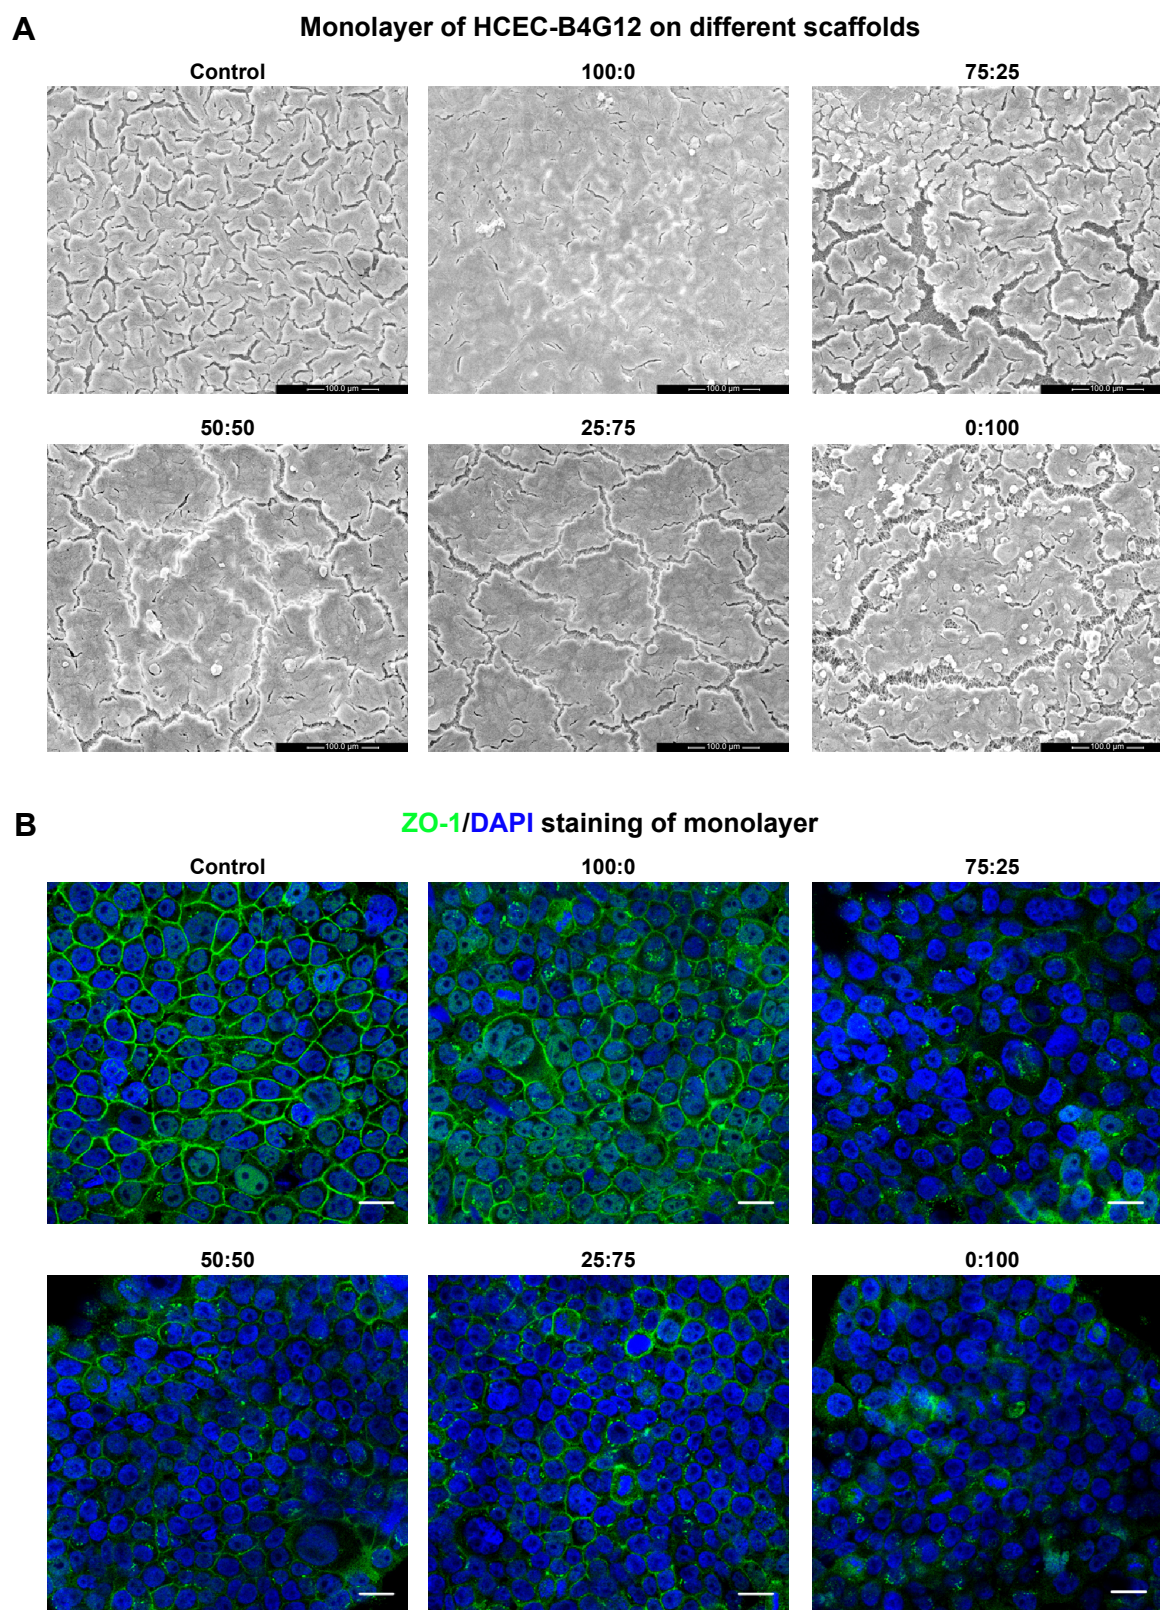 A Monolayer of HCEC-B4G12 on different scaffolds
Control 100:0 75:25
100.0 µm 100.0 µm 100.0 µm
50:50 25:75 0:100
100.0 µm 100.0 µm 100.0 µm
B ZO-1/DAPI staining of monolayer
Control 100:0 75:25
50:50 25:75 0:100